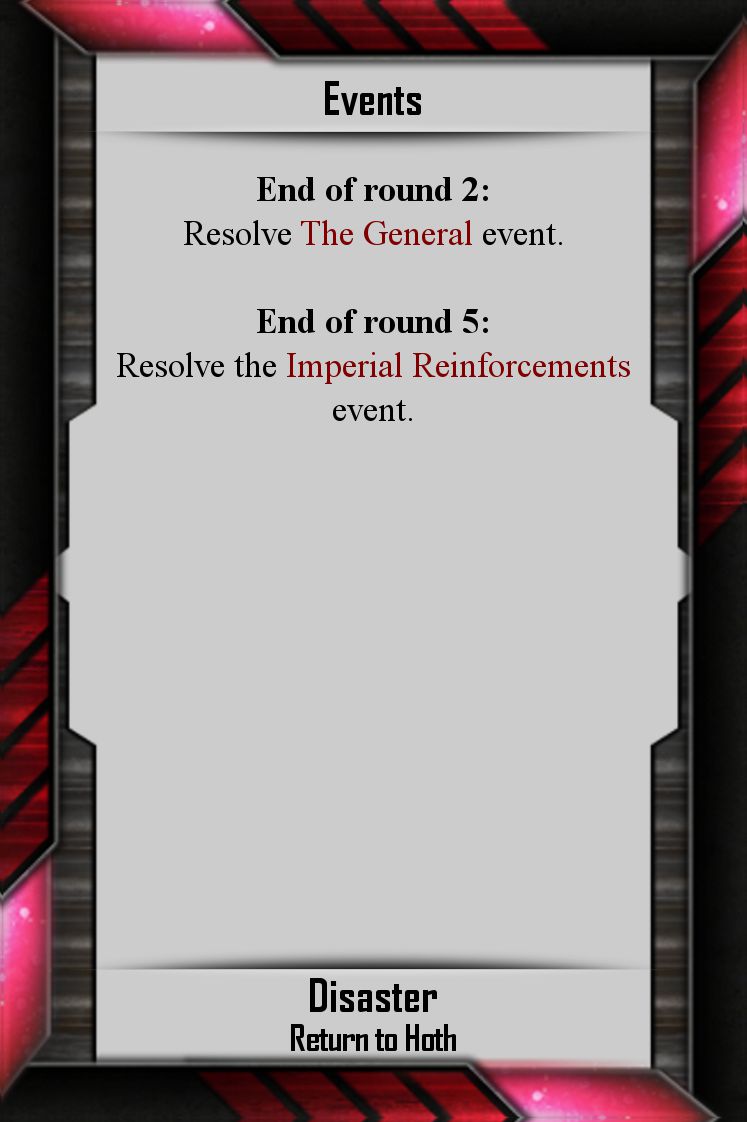 Events
End of round 2:
Resolve The General event.
End of round 5:
Resolve the Imperial Reinforcements
event.
Disaster
Return to Hoth